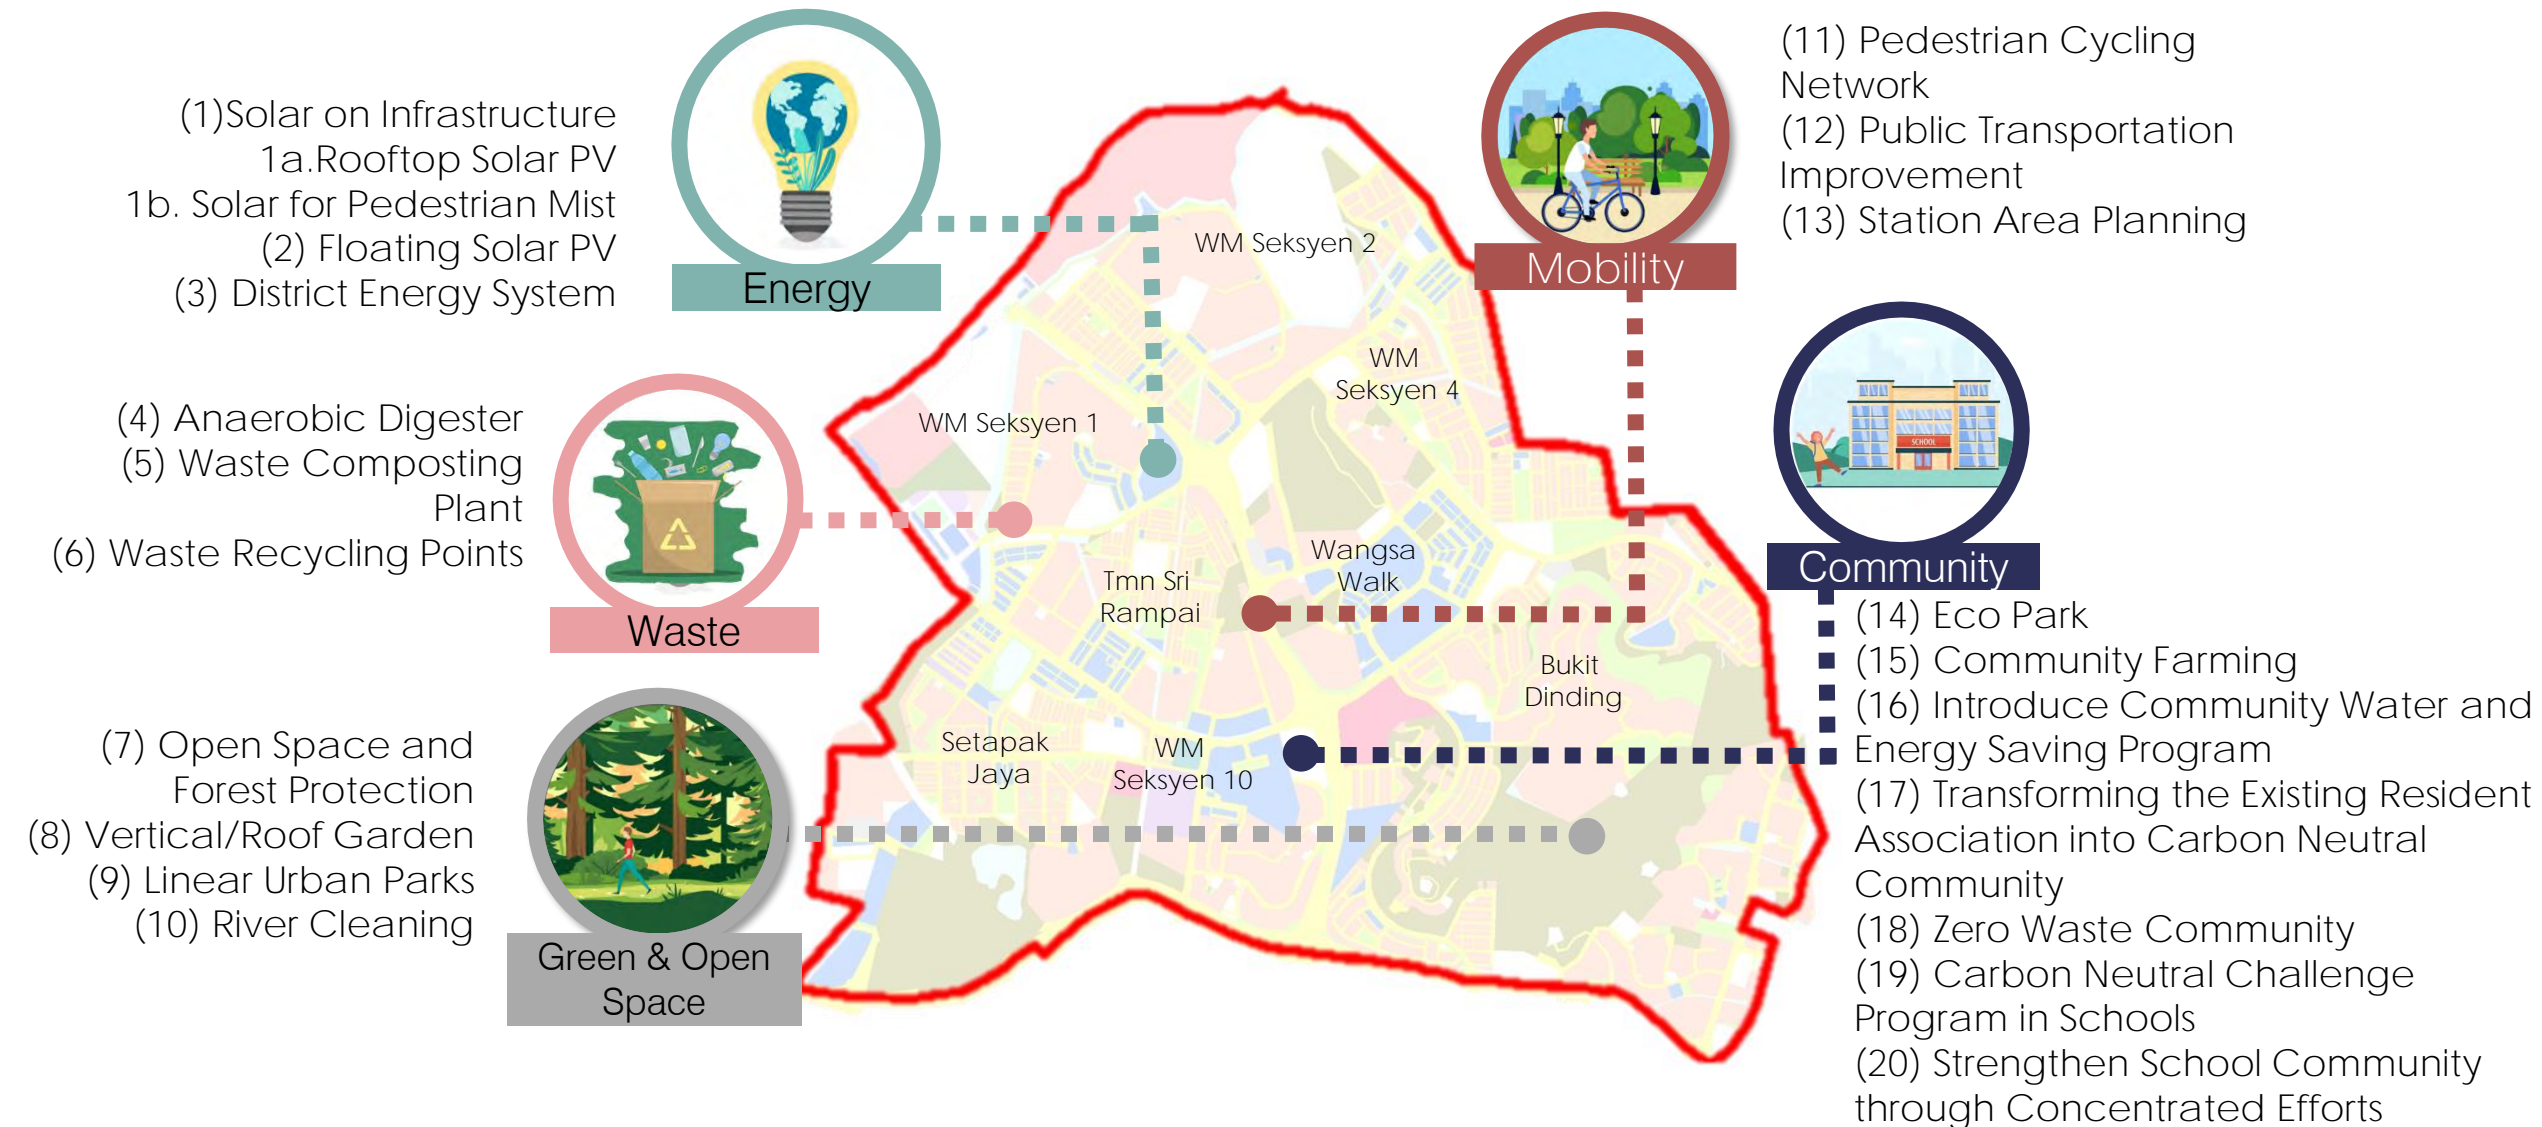 (1)Solar on Infrastructure
1a.Rooftop Solar PV
1b. Solar for Pedestrian Mist
(2) Floating Solar PV
(3) District Energy System
Energy
(4) Anaerobic Digester
(5) Waste Composting
Plant
(6) Waste Recycling Points
Waste
(7) Open Space and
Forest Protection
(8) Vertical/Roof Garden
(9) Linear Urban Parks
(10) River Cleaning
Green & Open
Space
WM Seksyen 2
WM
Seksyen 4
WM Seksyen 1
Wangsa
Walk
Tmn Sri
Rampai
Bukit
Dinding
Setapak
Jaya
WM
Seksyen 10
Mobility
(11) Pedestrian Cycling
Network
(12) Public Transportation
Improvement
(13) Station Area Planning
SCHOOL
Community
(14) Eco Park
(15) Community Farming
(16) Introduce Community Water and
Energy Saving Program
(17) Transforming the Existing Resident
Association into Carbon Neutral
Community
(18) Zero Waste Community
(19) Carbon Neutral Challenge
Program in Schools
(20) Strengthen School Community
through Concentrated Efforts